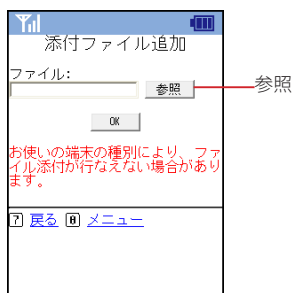 添付ファイル追加
ファイル:
参照
参照
OK
お使いの端末の種別により、ファ
イル添付が行なえない場合があり
ます。
7 戻る 0 メニュー